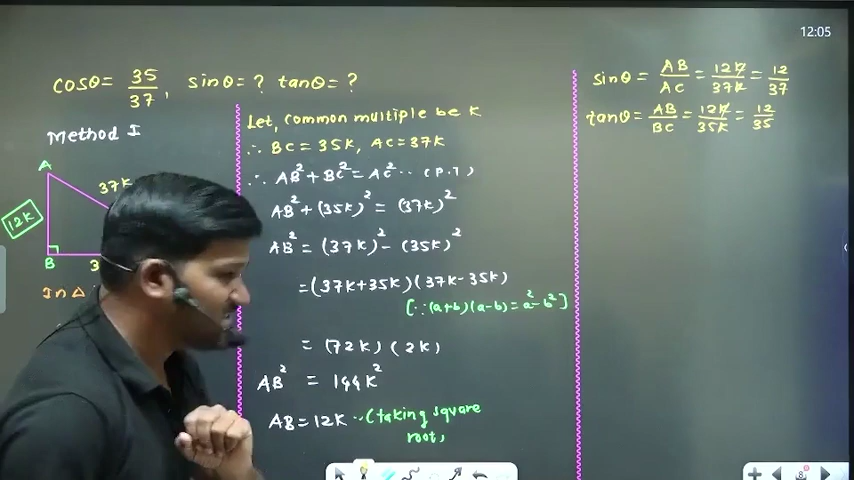 12:05
cosθ = 35/37, sinθ = ? tanθ = ?
Method I
A
37K
12K
B
3
In Δ
Let, common multiple be K
∴ BC = 35K, AC = 37K
∴ AB² + BC² = AC² ·· (P.T)
AB² + (35K)² = (37K)²
AB² = (37K)² - (35K)²
= (37K+35K)(37K-35K)
[∵ (a+b)(a-b) = a² - b²]
= (72K)(2K)
AB² = 144K²
AB = 12K ·· (taking square
root)
sinθ = AB/AC = 12K/37K = 12/37
tanθ = AB/BC = 12K/35K = 12/35
8